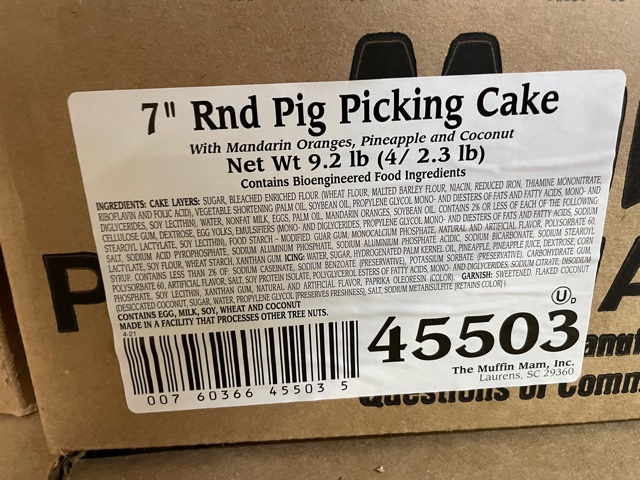 7" Rnd Pig Picking Cake
With Mandarin Oranges, Pineapple and Coconut
Net Wt 9.2 lb (4/ 2.3 lb)
Contains Bioengineered Food Ingredients
INGREDIENTS: CAKE LAYERS: SUGAR, BLEACHED ENRICHED FLOUR (WHEAT FLOUR, MALTED BARLEY FLOUR, NIACIN, REDUCED IRON, THIAMINE MONONITRATE,
RIBOFLAVIN AND FOLIC ACID), VEGETABLE SHORTENING (PALM OIL, SOYBEAN OIL, PROPYLENE GLYCOL MONO- AND DIESTERS OF FATS AND FATTY ACIDS, MONO- AND
DIGLYCERIDES, SOY LECITHIN), WATER, NONFAT MILK, EGGS, PALM OIL, MANDARIN ORANGES, SOYBEAN OIL. CONTAINS 2% OR LESS OF EACH OF THE FOLLOWING:
CELLULOSE GUM, DEXTROSE, EGG YOLKS, EMULSIFIERS (MONO- AND DIGLYCERIDES, PROPYLENE GLYCOL MONO- AND DIESTERS OF FATS AND FATTY ACIDS, SODIUM
STEAROYL LACTYLATE, SOY LECITHIN), FOOD STARCH - MODIFIED, GUAR GUM, MONOCALCIUM PHOSPHATE, NATURAL AND ARTIFICIAL FLAVOR, POLYSORBATE 60,
SALT, SODIUM ACID PYROPHOSPHATE, SODIUM ALUMINUM PHOSPHATE, SODIUM ALUMINUM PHOSPHATE ACIDIC, SODIUM BICARBONATE, SODIUM STEAROYL
LACTYLATE, SOY FLOUR, WHEAT STARCH, XANTHAN GUM. ICING: WATER, SUGAR, HYDROGENATED PALM KERNEL OIL, PINEAPPLE, PINEAPPLE JUICE, DEXTROSE, CORN
SYRUP. CONTAINS LESS THAN 2% OF: SODIUM CASEINATE, SODIUM BENZOATE (PRESERVATIVE), POTASSIUM SORBATE (PRESERVATIVE), CARBOHYDRATE GUM,
POLYSORBATE 60, ARTIFICIAL FLAVOR, SALT, SOY PROTEIN ISOLATE, POLYGLYCEROL ESTERS OF FATTY ACIDS, MONO- AND DIGLYCERIDES, SODIUM CITRATE, DISODIUM
PHOSPHATE, SOY LECITHIN, XANTHAN GUM, NATURAL AND ARTIFICIAL FLAVOR, PAPRIKA OLEORESIN (COLOR). GARNISH: SWEETENED, FLAKED COCONUT
(DESICCATED COCONUT, SUGAR, WATER, PROPYLENE GLYCOL [PRESERVES FRESHNESS], SALT, SODIUM METABISULFITE [RETAINS COLOR])
CONTAINS EGG, MILK, SOY, WHEAT AND COCONUT
MADE IN A FACILITY THAT PROCESSES OTHER TREE NUTS.
4-21
U D
45503
007 60366 45503 5
The Muffin Mam, Inc.
Laurens, SC 29360
Questions or Comm